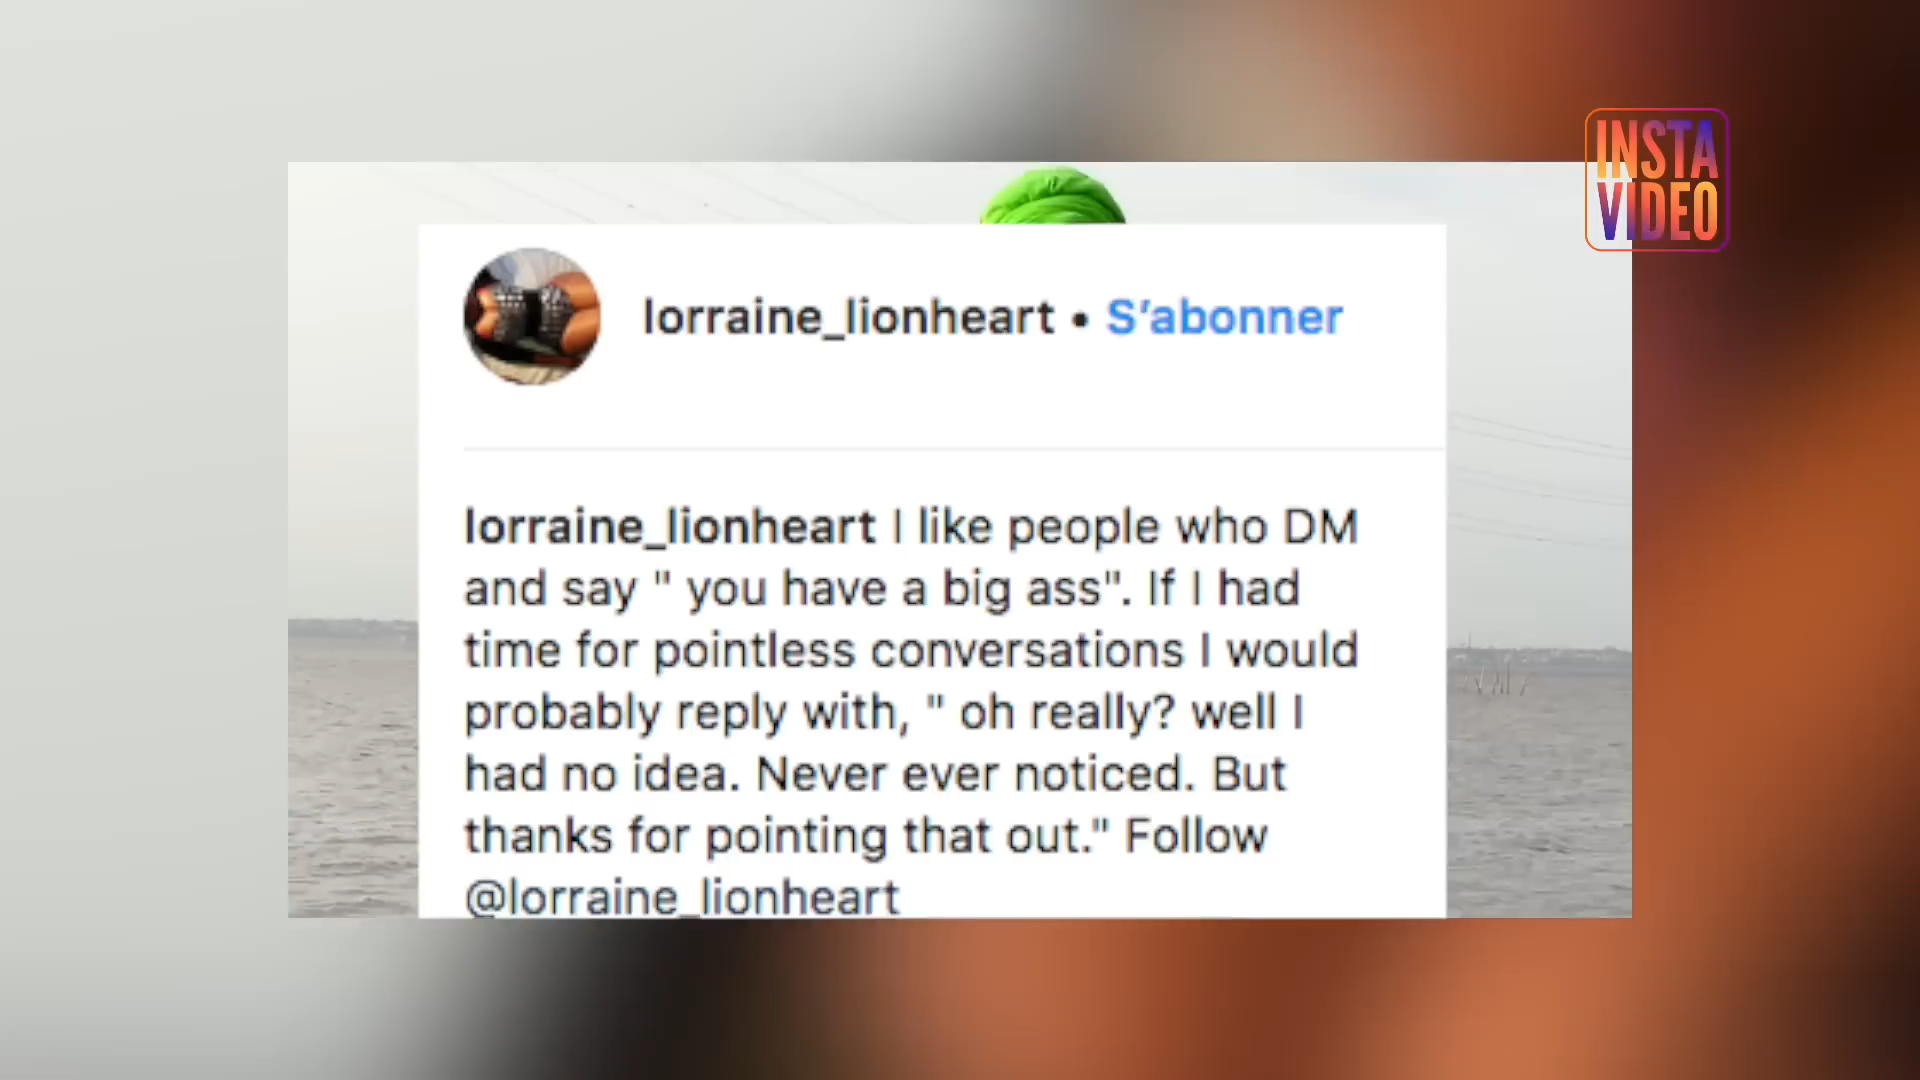 INSTA
VIDEO
lorraine_lionheart • S'abonner
lorraine_lionheart I like people who DM
and say " you have a big ass". If I had
time for pointless conversations I would
probably reply with, " oh really? well I
had no idea. Never ever noticed. But
thanks for pointing that out." Follow
@lorraine_lionheart